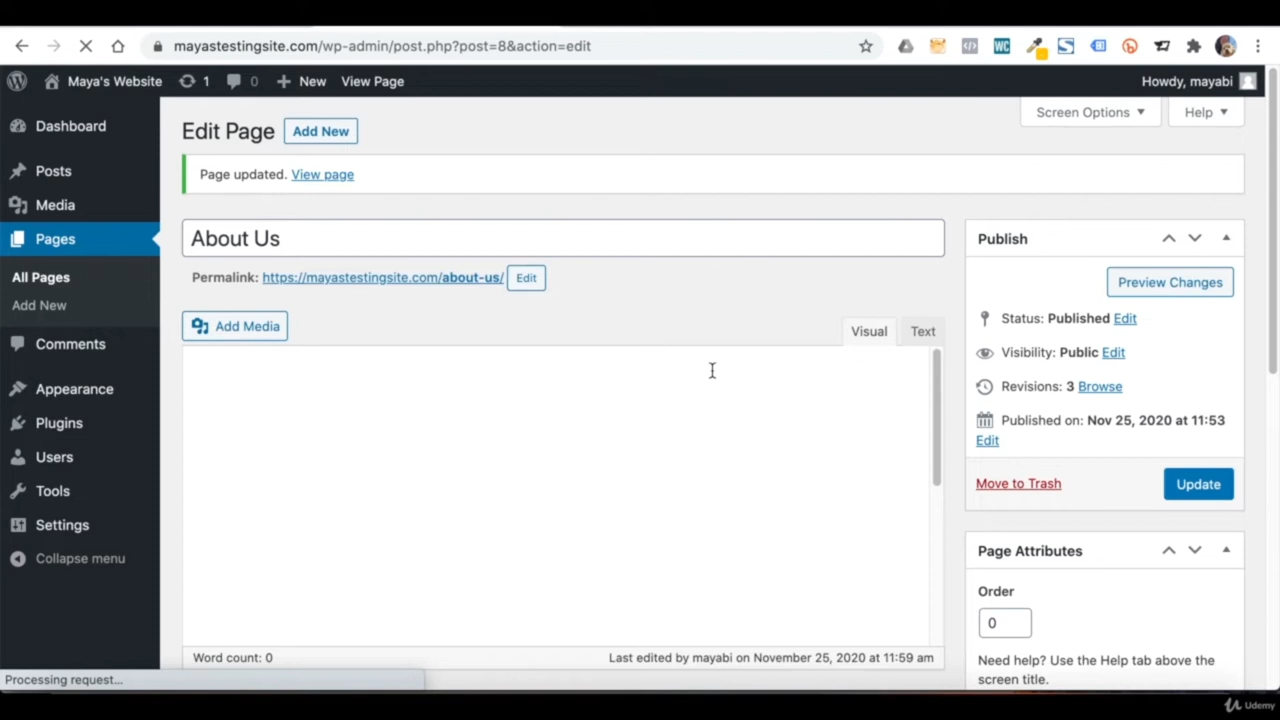 mayastestingsite.com/wp-admin/post.php?post=8&action=edit
Maya's Website 1 0 New View Page Howdy, mayabi
Dashboard
Posts
Media
Pages
All Pages
Add New
Comments
Appearance
Plugins
Users
Tools
Settings
Collapse menu
Screen Options Help
Edit Page Add New
Page updated. View page
About Us
Permalink: https://mayastestingsite.com/about-us/ Edit
Add Media
Visual Text
Word count: 0 Last edited by mayabi on November 25, 2020 at 11:59 am
Publish
Preview Changes
Status: Published Edit
Visibility: Public Edit
Revisions: 3 Browse
Published on: Nov 25, 2020 at 11:53
Edit
Move to Trash Update
Page Attributes
Order
0
Need help? Use the Help tab above the
screen title.
Processing request...
Udemy